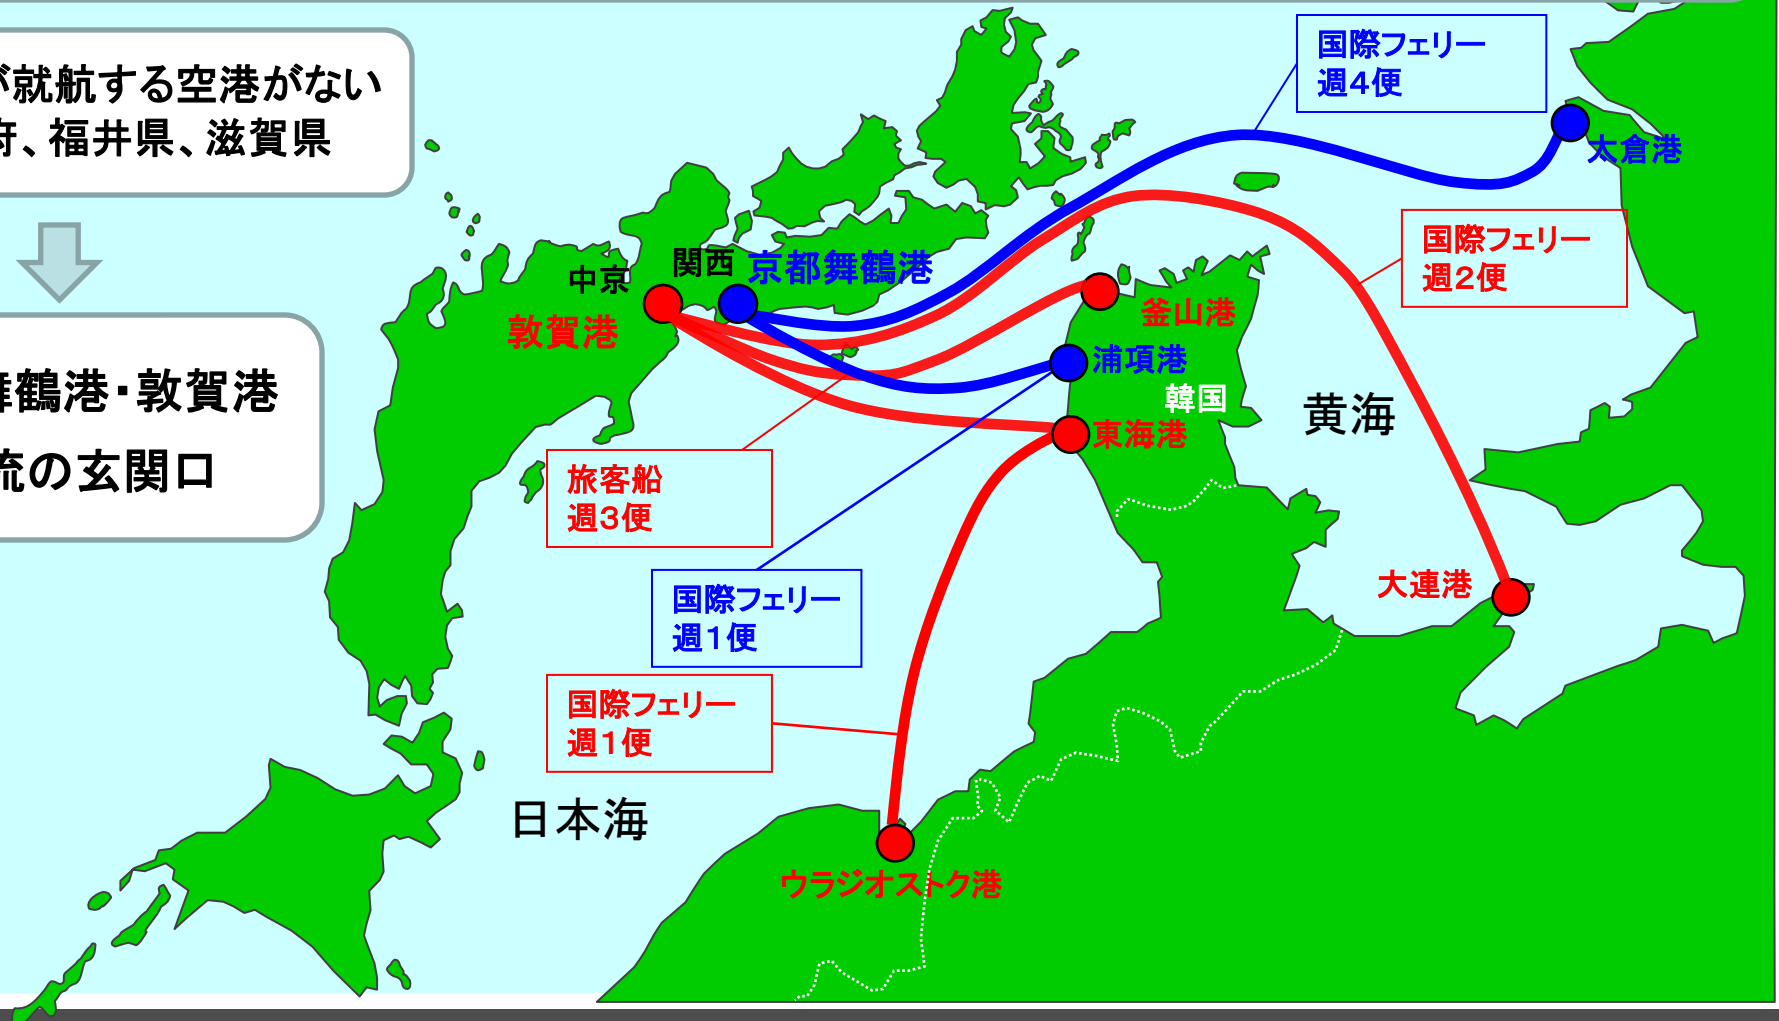 が就航する空港がない
府、福井県、滋賀県
舞鶴港・敦賀港
流の玄関口
国際フェリー
週4便
太倉港
国際フェリー
週2便
関西
京都舞鶴港
中京
敦賀港
釜山港
浦項港
韓国
東海港
黄海
旅客船
週3便
国際フェリー
週1便
大連港
国際フェリー
週1便
日本海
ウラジオストク港